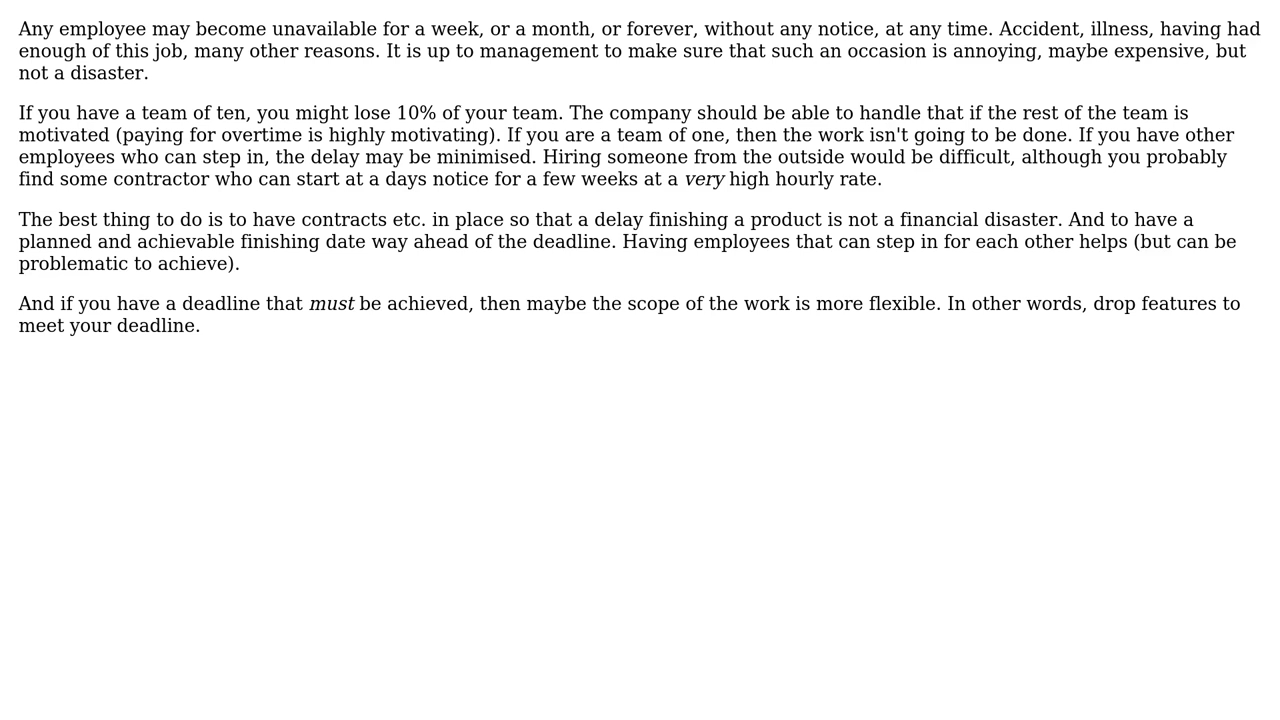 Any employee may become unavailable for a week, or a month, or forever, without any notice, at any time. Accident, illness, having had
enough of this job, many other reasons. It is up to management to make sure that such an occasion is annoying, maybe expensive, but
not a disaster.
If you have a team of ten, you might lose 10% of your team. The company should be able to handle that if the rest of the team is
motivated (paying for overtime is highly motivating). If you are a team of one, then the work isn't going to be done. If you have other
employees who can step in, the delay may be minimised. Hiring someone from the outside would be difficult, although you probably
find some contractor who can start at a days notice for a few weeks at a very high hourly rate.
The best thing to do is to have contracts etc. in place so that a delay finishing a product is not a financial disaster. And to have a
planned and achievable finishing date way ahead of the deadline. Having employees that can step in for each other helps (but can be
problematic to achieve).
And if you have a deadline that must be achieved, then maybe the scope of the work is more flexible. In other words, drop features to
meet your deadline.